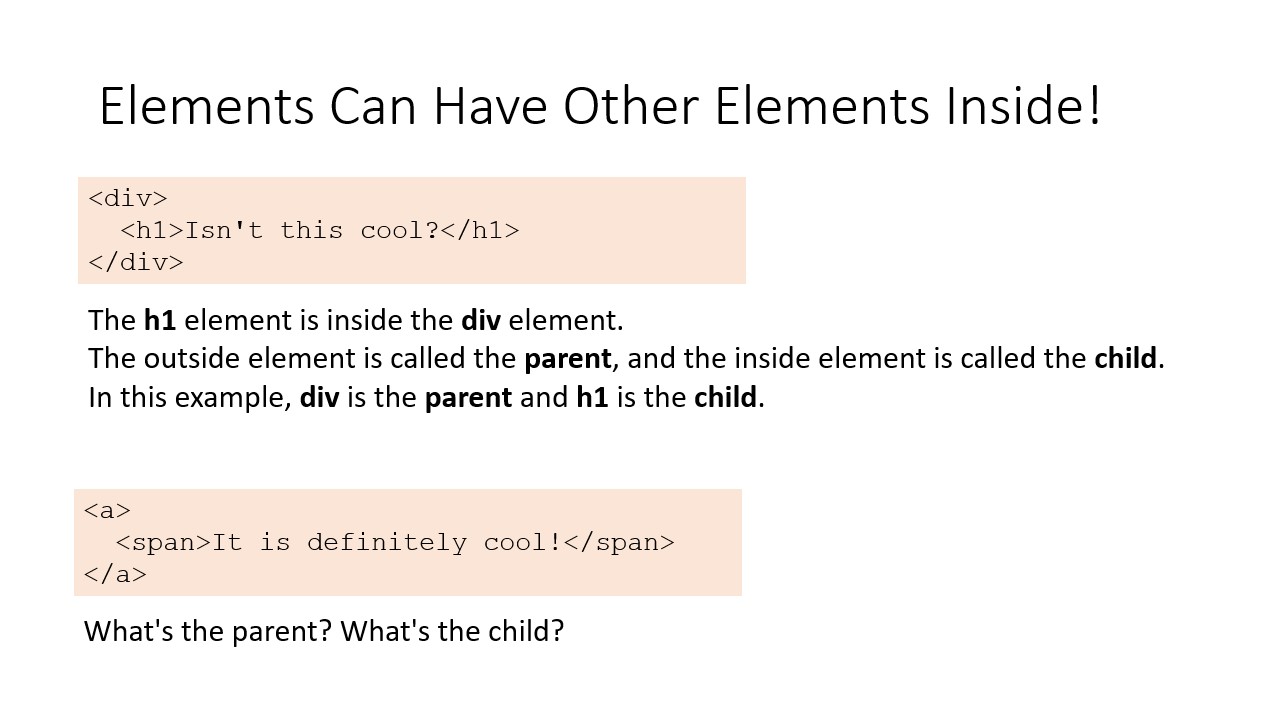 Elements Can Have Other Elements Inside!
<div>
  <h1>Isn't this cool?</h1>
</div>
The h1 element is inside the div element.
The outside element is called the parent, and the inside element is called the child.
In this example, div is the parent and h1 is the child.
<a>
  <span>It is definitely cool!</span>
</a>
What's the parent? What's the child?